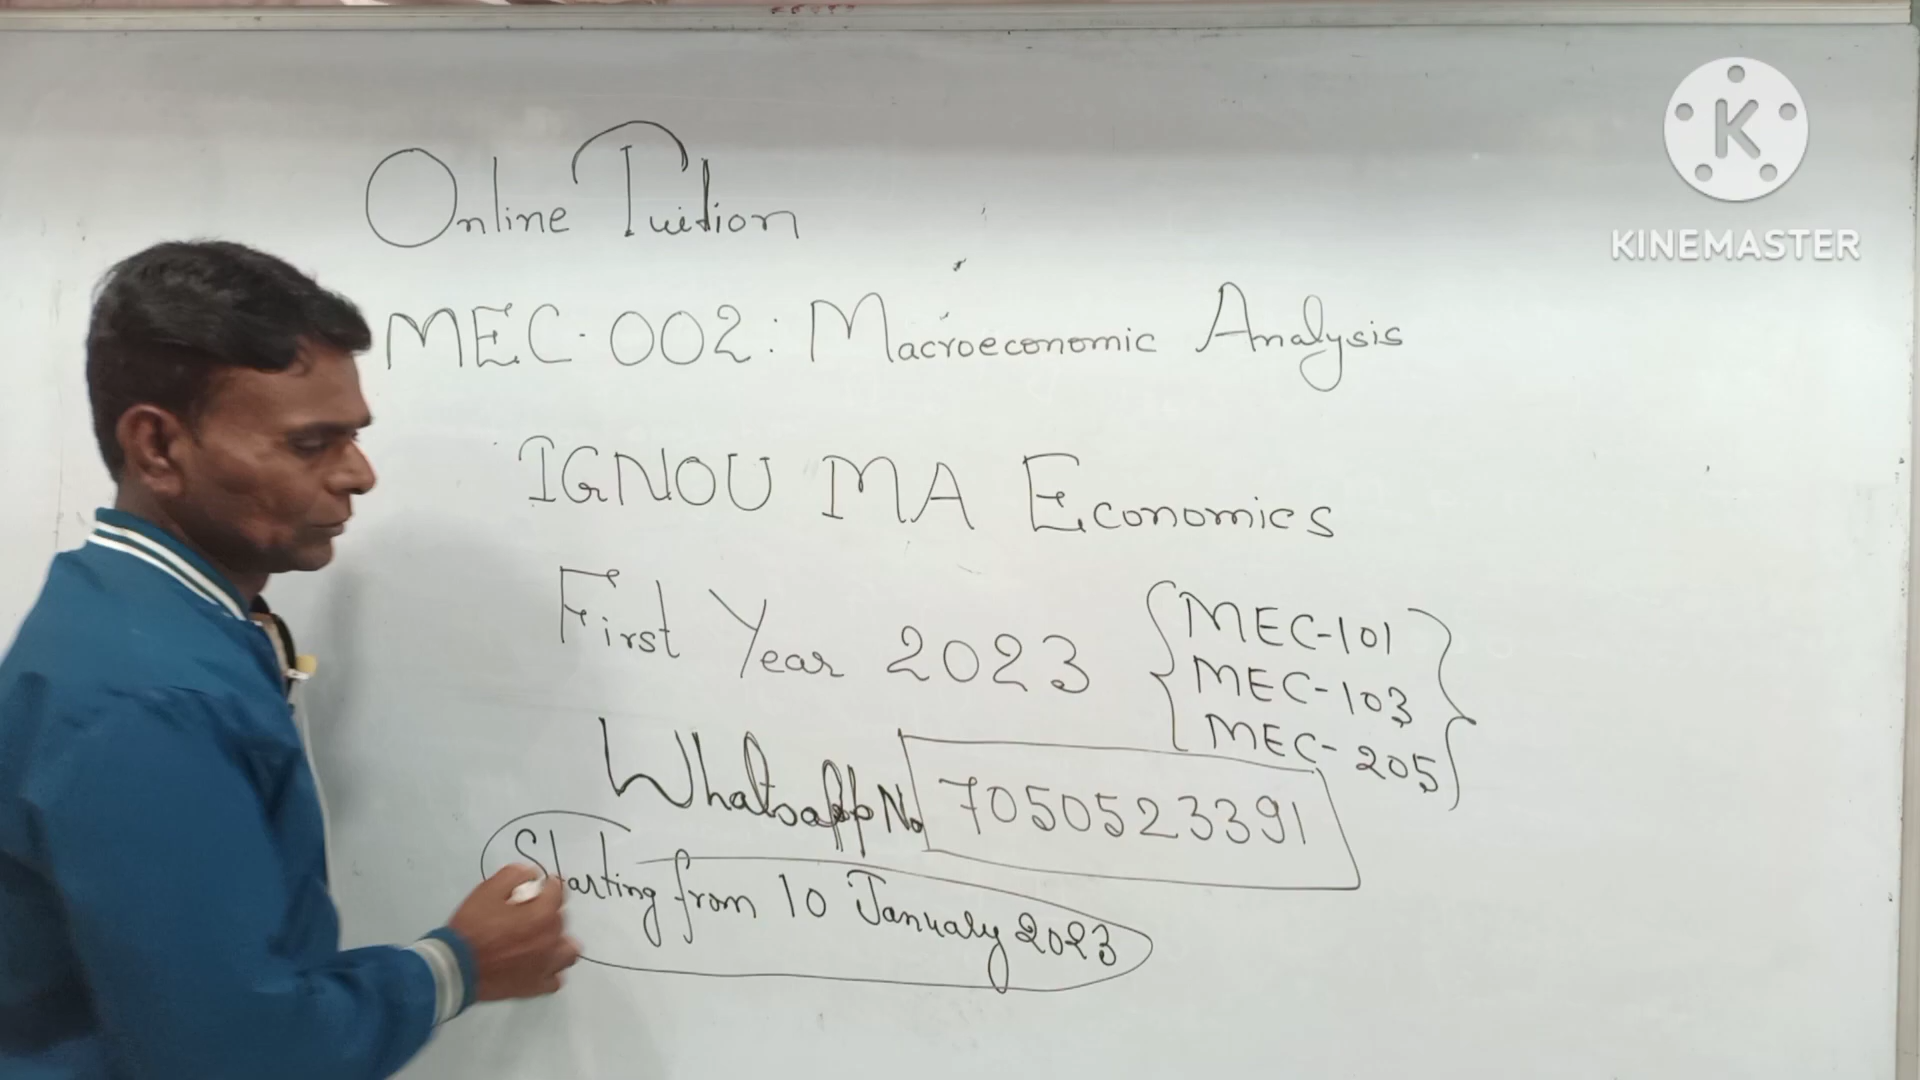 K
KINEMASTER
Online Tuition
MEC-002: Macroeconomic Analysis
IGNOU MA Economics
First Year 2023
MEC-101
MEC-103
MEC-205
Whatsapp No 7050523391
Starting from 10 January 2023